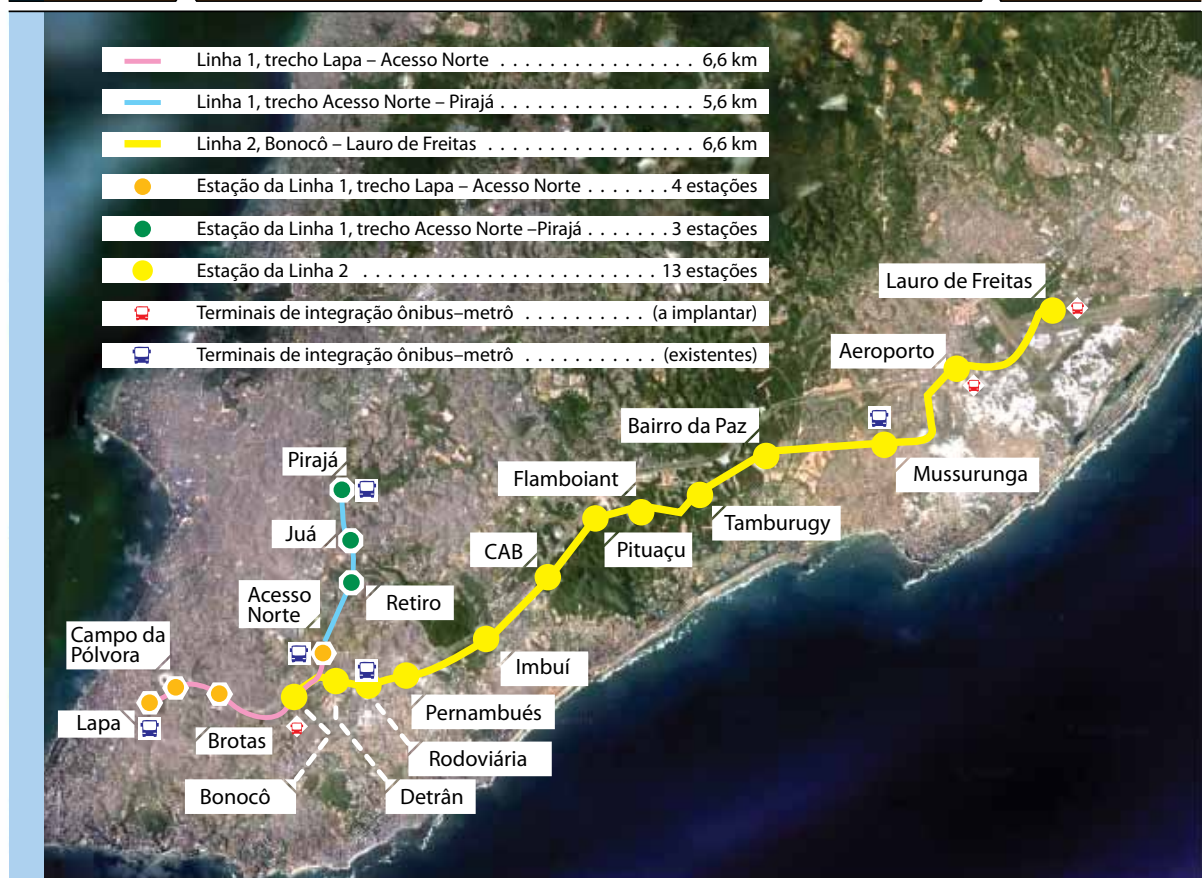 Linha 1, trecho Lapa – Acesso Norte . . . . . . . . . . . . . . . . 6,6 km
Linha 1, trecho Acesso Norte – Pirajá . . . . . . . . . . . . . . . . 5,6 km
Linha 2, Bonocô – Lauro de Freitas . . . . . . . . . . . . . . . . . 6,6 km
Estação da Linha 1, trecho Lapa – Acesso Norte . . . . . . . 4 estações
Estação da Linha 1, trecho Acesso Norte –Pirajá . . . . . . . 3 estações
Estação da Linha 2 . . . . . . . . . . . . . . . . . . . . . . . . . 13 estações
Terminais de integração ônibus–metrô . . . . . . . . . . (a implantar)
Terminais de integração ônibus–metrô . . . . . . . . . . . (existentes)
Lauro de Freitas
Aeroporto
Bairro da Paz
Mussurunga
Flamboiant
Tamburugy
Pituaçu
Pirajá
Juá
CAB
Retiro
Acesso
Norte
Campo da
Pólvora
Imbuí
Lapa
Pernambués
Brotas
Rodoviária
Bonocô
Detrân